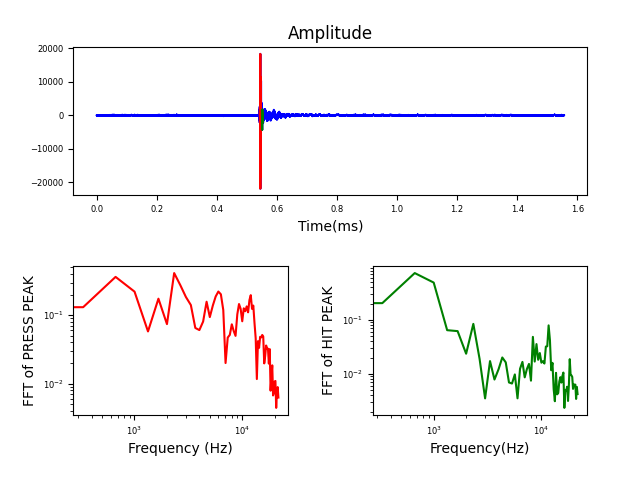 Amplitude
20000
10000
0
−10000
−20000
0.0 0.2 0.4 0.6 0.8 1.0 1.2 1.4 1.6
Time(ms)
FFT of PRESS PEAK
10⁻¹
10⁻²
10³ 10⁴
Frequency (Hz)
FFT of HIT PEAK
10⁻¹
10⁻²
10³ 10⁴
Frequency(Hz)